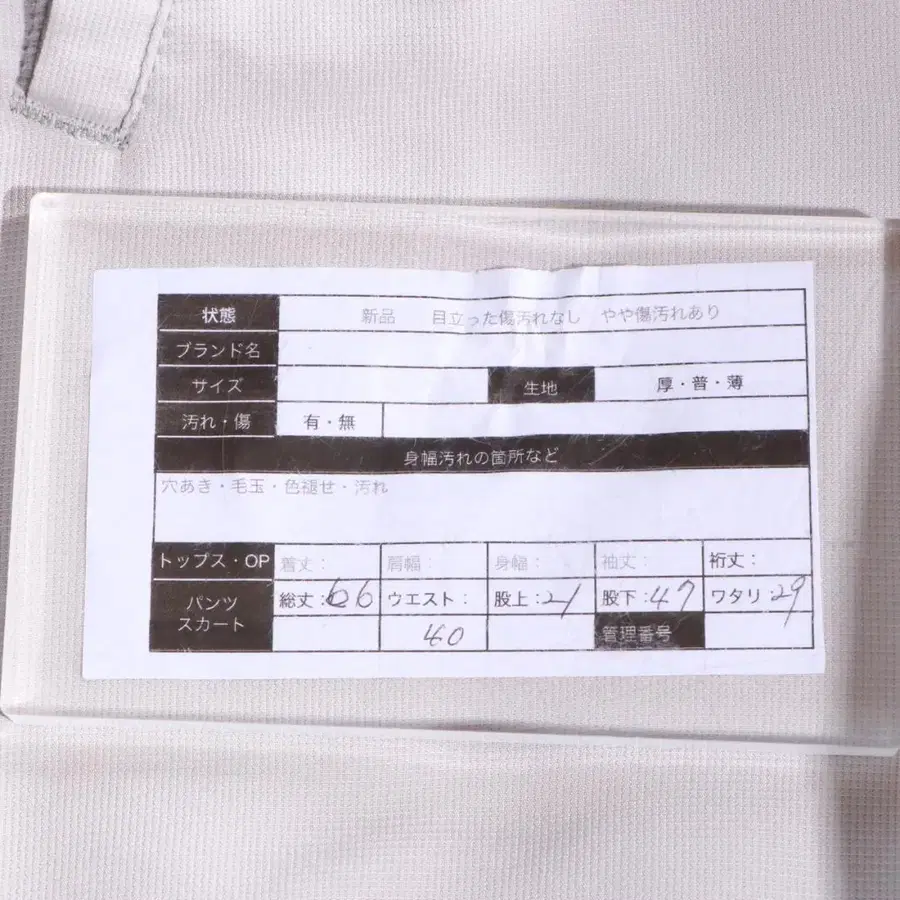 状態 新品 目立った傷汚れなし やや傷汚れあり
ブランド名
サイズ 生地 厚・普・薄
汚れ・傷 有・無
身幅汚れの箇所など
穴あき・毛玉・色褪せ・汚れ
トップス・OP 着丈： 肩幅： 身幅： 袖丈： 裄丈：
パンツ 総丈：66 ウエスト： 股上：21 股下：47 ワタリ：29
スカート 40 管理番号